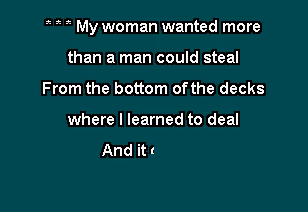 ª ª ª My woman wanted more
than a man could steal
From the bottom of the decks
where I learned to deal
And it